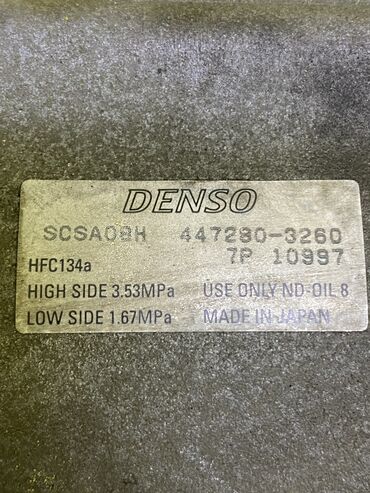 DENSO
SCSA08H 447280-3260
7P 10997
HFC134a
HIGH SIDE 3.53MPa USE ONLY ND-OIL 8
LOW SIDE 1.67MPa MADE IN JAPAN